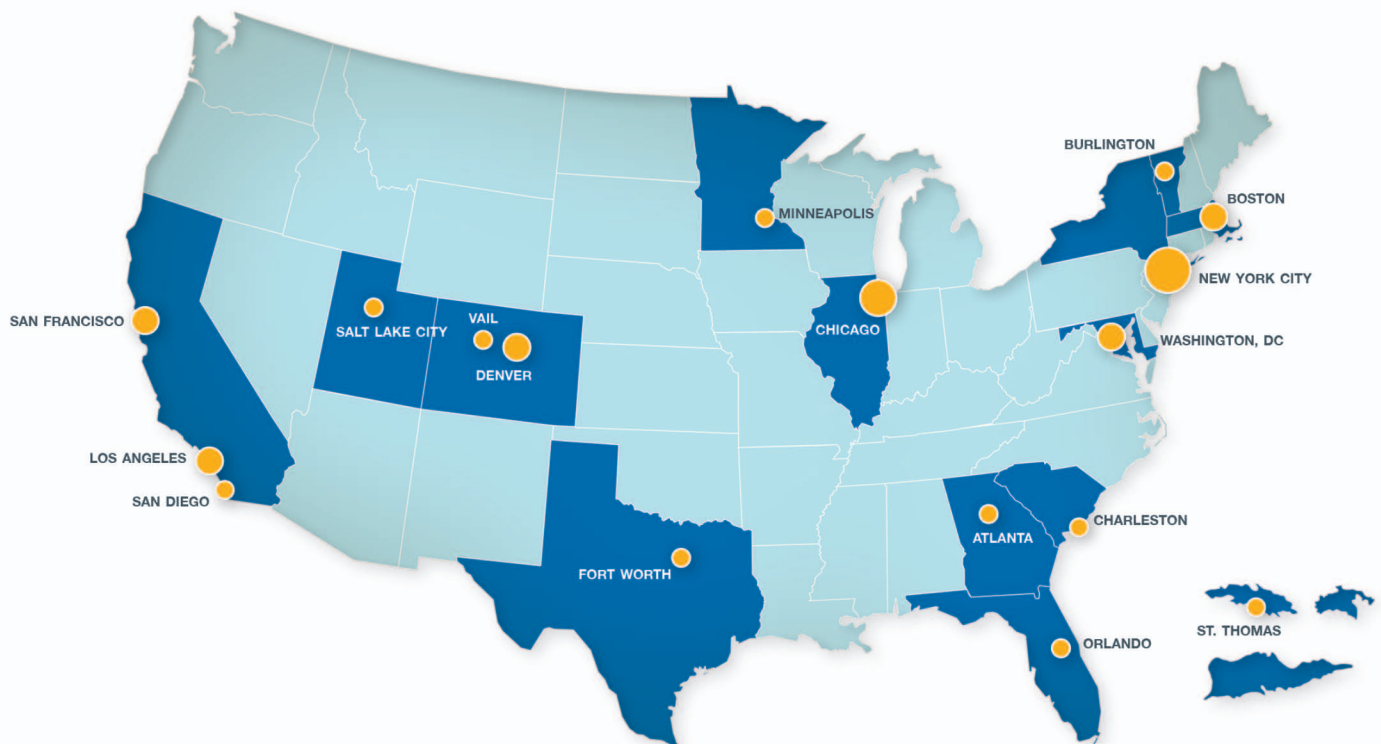 BURLINGTON
BOSTON
MINNEAPOLIS
NEW YORK CITY
SAN FRANCISCO
VAIL
SALT LAKE CITY
CHICAGO
WASHINGTON, DC
DENVER
LOS ANGELES
SAN DIEGO
CHARLESTON
ATLANTA
FORT WORTH
ST. THOMAS
ORLANDO